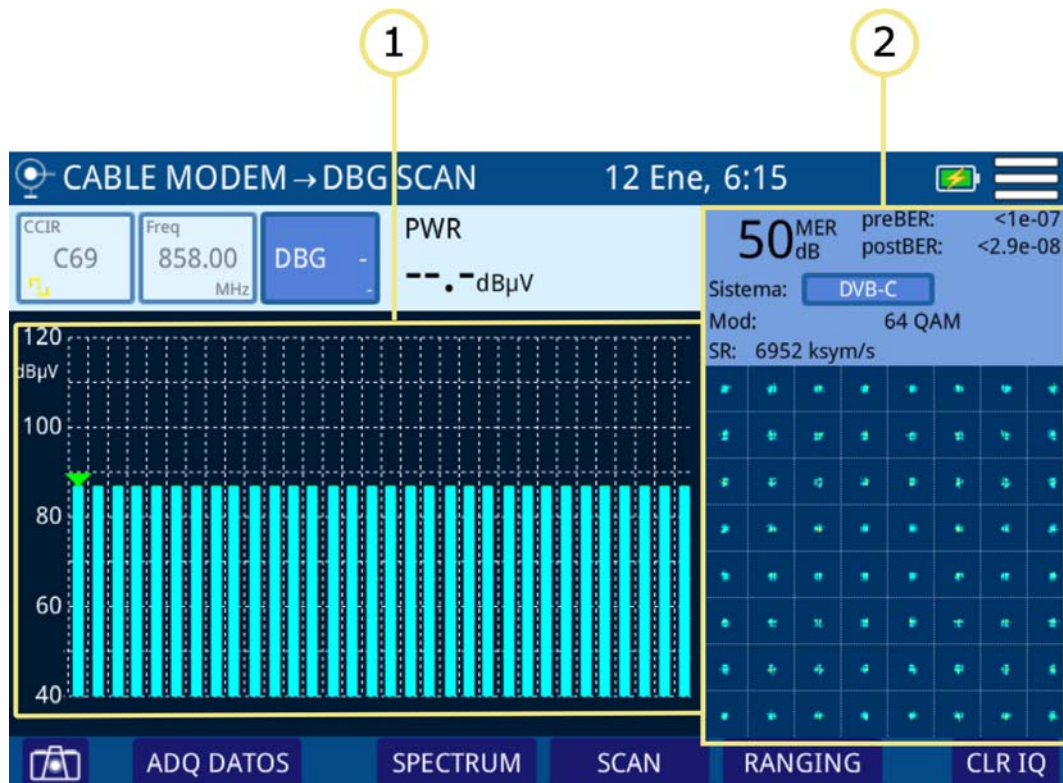 1
2
CABLE MODEM→DBG SCAN 12 Ene, 6:15
CCIR
C69
Freq
858.00
MHz
DBG -
-
PWR
--.-dBµV
50 MER dB
preBER: <1e-07
postBER: <2.9e-08
Sistema: DVB-C
Mod: 64 QAM
SR: 6952 ksym/s
120
dBµV
100
80
60
40
ADQ DATOS SPECTRUM SCAN RANGING CLR IQ